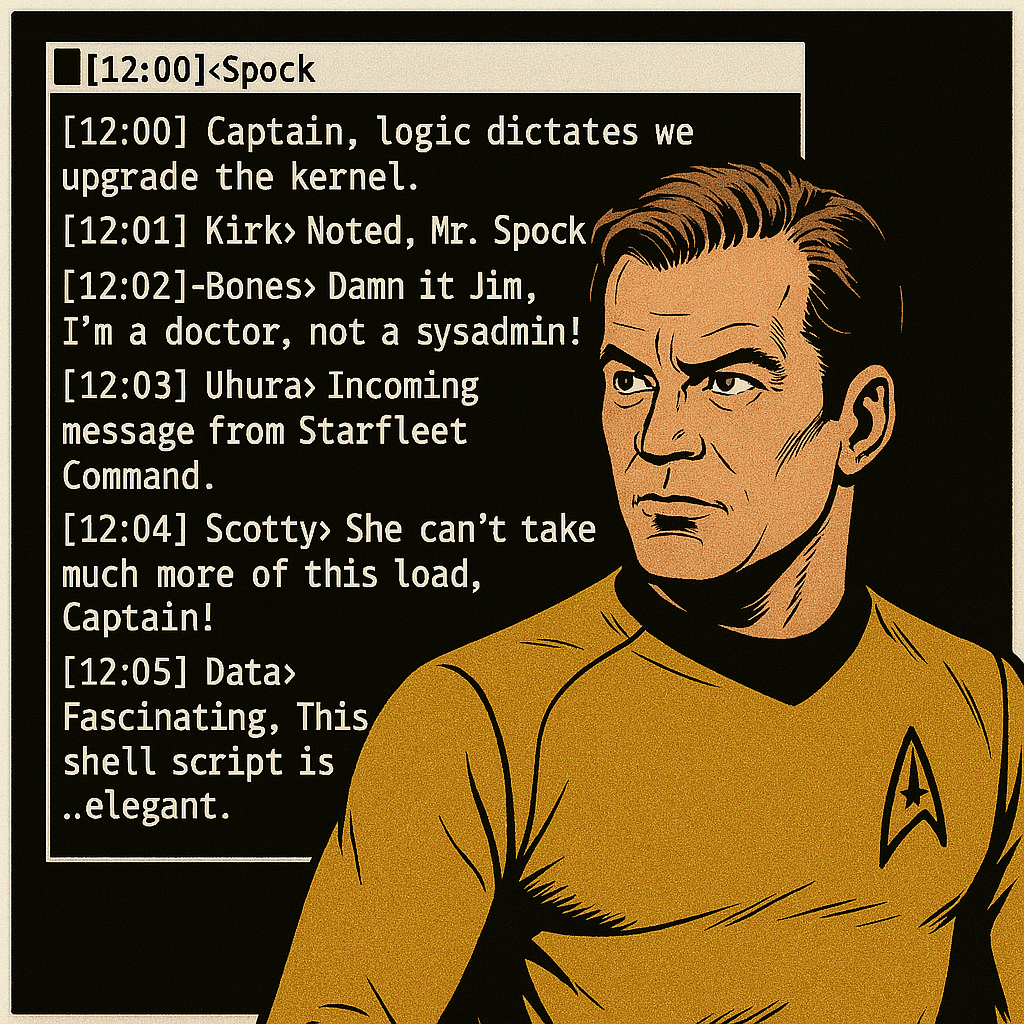 [12:00]<Spock
[12:00] Captain, logic dictates we
upgrade the kernel.
[12:01] Kirk> Noted, Mr. Spock
[12:02]-Bones> Damn it Jim,
I'm a doctor, not a sysadmin!
[12:03] Uhura> Incoming
message from Starfleet
Command.
[12:04] Scotty> She can't take
much more of this load,
Captain!
[12:05] Data>
Fascinating, This
shell script is
..elegant.